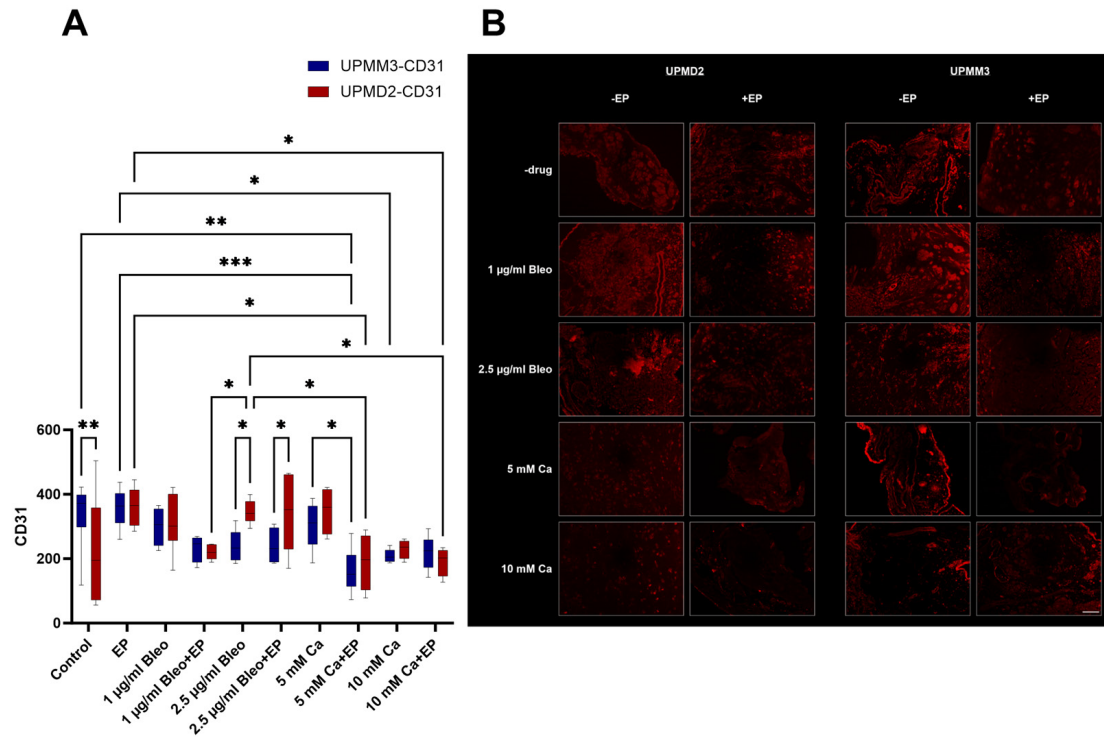 A
UPMM3-CD31
UPMD2-CD31
*
*
**
***
*
*
* *
** * * *
600
400
200
0
CD31
Control
EP
1 µg/ml Bleo
1 µg/ml Bleo+EP
2.5 µg/ml Bleo
2.5 µg/ml Bleo+EP
5 mM Ca
5 mM Ca+EP
10 mM Ca
10 mM Ca+EP
B
UPMD2 UPMM3
-EP +EP -EP +EP
-drug
1 µg/ml Bleo
2.5 µg/ml Bleo
5 mM Ca
10 mM Ca